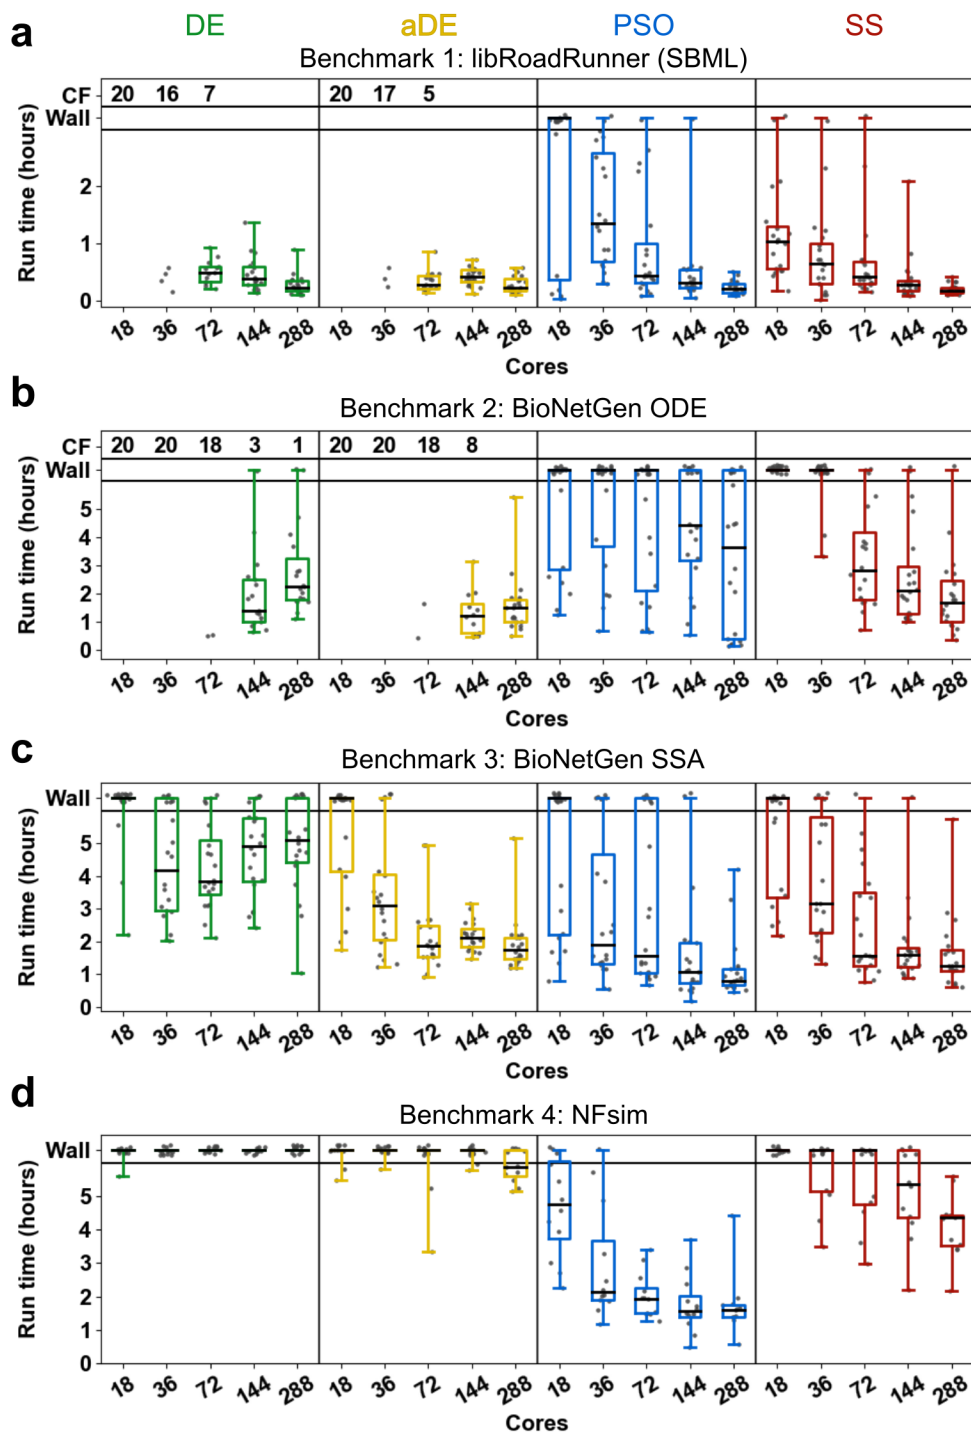 a DE aDE PSO SS
Benchmark 1: libRoadRunner (SBML)
CF 20 16 7 20 17 5
Wall
2
1
0
Run time (hours)
18 36 72 144 288 18 36 72 144 288 18 36 72 144 288 18 36 72 144 288
Cores
b
Benchmark 2: BioNetGen ODE
CF 20 20 18 3 1 20 20 18 8
Wall
5
4
3
2
1
0
Run time (hours)
18 36 72 144 288 18 36 72 144 288 18 36 72 144 288 18 36 72 144 288
Cores
c
Benchmark 3: BioNetGen SSA
Wall
5
4
3
2
1
0
Run time (hours)
18 36 72 144 288 18 36 72 144 288 18 36 72 144 288 18 36 72 144 288
Cores
d
Benchmark 4: NFsim
Wall
5
4
3
2
1
0
Run time (hours)
18 36 72 144 288 18 36 72 144 288 18 36 72 144 288 18 36 72 144 288
Cores